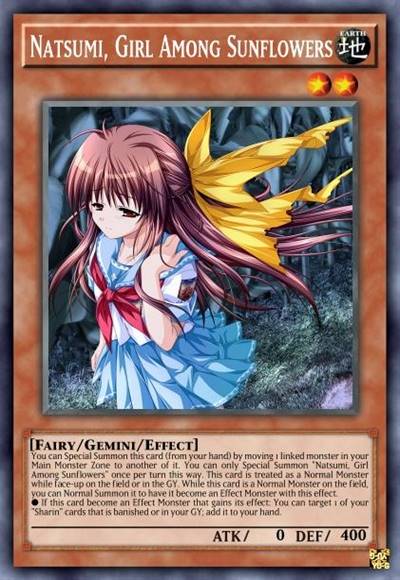 Natsumi, Girl Among Sunflowers
EARTH
地
[Fairy/Gemini/Effect]
You can Special Summon this card (from your hand) by moving 1 linked monster in your
Main Monster Zone to another of it. You can only Special Summon "Natsumi, Girl
Among Sunflowers" once per turn this way. This card is treated as a Normal Monster
while face-up on the field or in the GY. While this card is a Normal Monster on the field,
you can Normal Summon it to have it become an Effect Monster with this effect.
● If this card become an Effect Monster that gains its effect: You can target 1 of your
"Sharin" cards that is banished or in your GY; add it to your hand.
ATK/ 0 DEF/ 400